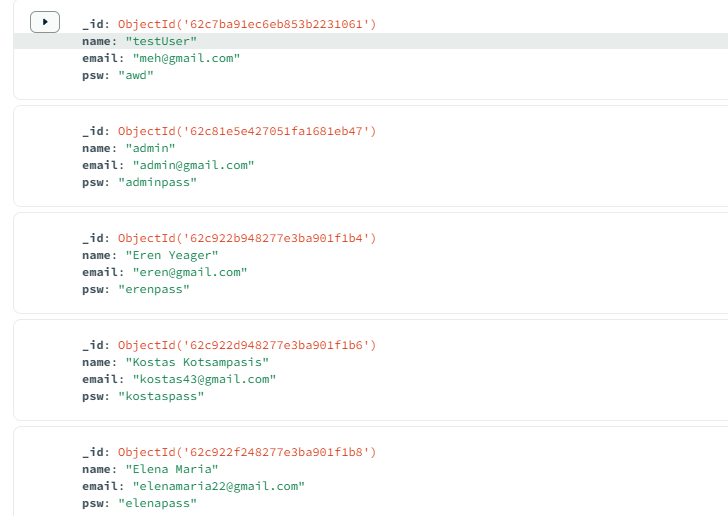 _id: ObjectId('62c7ba91ec6eb853b2231061')
name: "testUser"
email: "meh@gmail.com"
psw: "awd"
_id: ObjectId('62c81e5e427051fa1681eb47')
name: "admin"
email: "admin@gmail.com"
psw: "adminpass"
_id: ObjectId('62c922b948277e3ba901f1b4')
name: "Eren Yeager"
email: "eren@gmail.com"
psw: "erenpass"
_id: ObjectId('62c922d948277e3ba901f1b6')
name: "Kostas Kotsampasis"
email: "kostas43@gmail.com"
psw: "kostaspass"
_id: ObjectId('62c922f248277e3ba901f1b8')
name: "Elena Maria"
email: "elenamaria22@gmail.com"
psw: "elenapass"